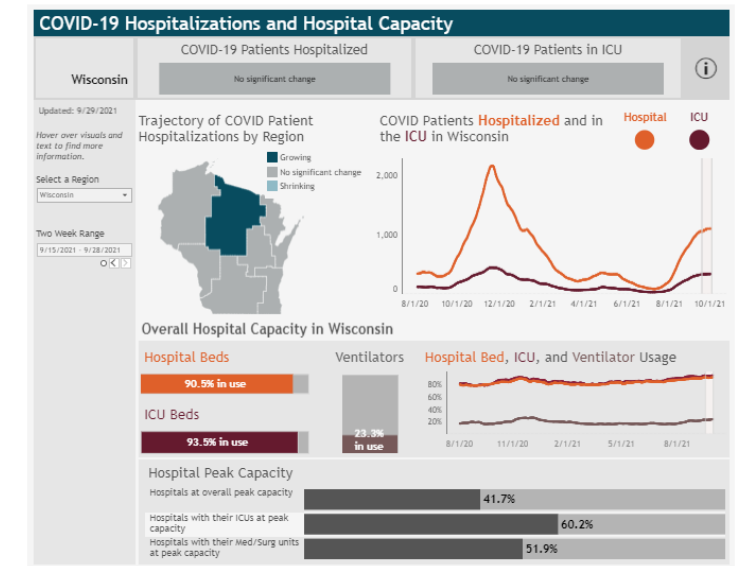 COVID-19 Hospitalizations and Hospital Capacity
Wisconsin
COVID-19 Patients Hospitalized
No significant change
COVID-19 Patients in ICU
No significant change
i
Updated: 9/29/2021
Hover over visuals and
text to find more
information.
Select a Region
Wisconsin
Two Week Range
9/15/2021 - 9/28/2021
Trajectory of COVID Patient
Hospitalizations by Region
Growing
No significant change
Shrinking
COVID Patients Hospitalized and in
the ICU in Wisconsin
Hospital
ICU
2,000
1,000
0
8/1/20 10/1/20 12/1/20 2/1/21 4/1/21 6/1/21 8/1/21 10/1/21
Overall Hospital Capacity in Wisconsin
Hospital Beds
90.5% in use
ICU Beds
93.5% in use
Ventilators
23.3%
in use
Hospital Bed, ICU, and Ventilator Usage
80%
60%
40%
20%
8/1/20 11/1/20 2/1/21 5/1/21 8/1/21
Hospital Peak Capacity
Hospitals at overall peak capacity
41.7%
Hospitals with their ICUs at peak
capacity
60.2%
Hospitals with their Med/Surg units
at peak capacity
51.9%